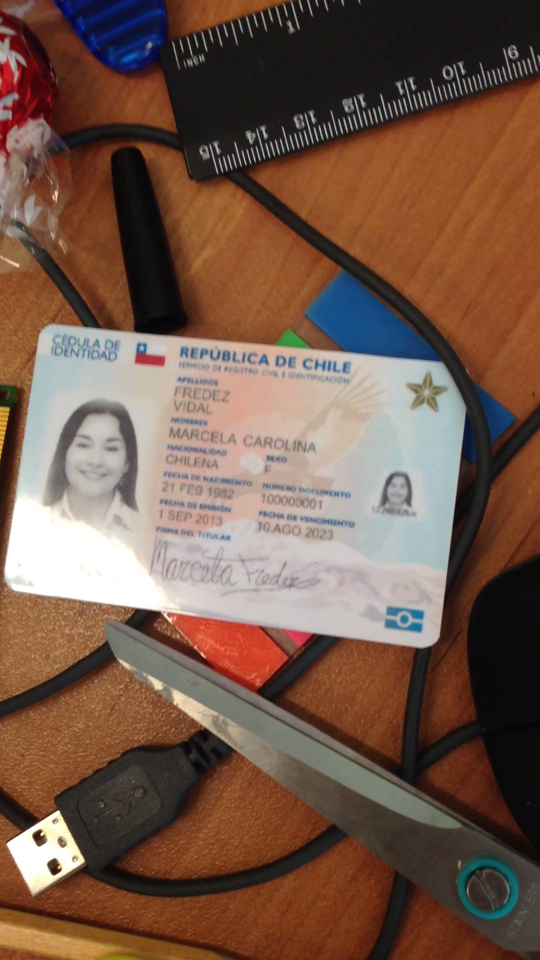 INCH
1
15 14 13 12 11 10 9
CÉDULA DE
IDENTIDAD
REPÚBLICA DE CHILE
SERVICIO DE REGISTRO CIVIL E IDENTIFICACIÓN
APELLIDOS
FREDEZ
VIDAL
NOMBRES
MARCELA CAROLINA
NACIONALIDAD
CHILENA
SEXO
F
FECHA DE NACIMIENTO
21 FEB 1982
NÚMERO DOCUMENTO
100000001
FECHA DE EMISIÓN
1 SEP 2013
FECHA DE VENCIMIENTO
10 AGO 2023
FIRMA DEL TITULAR
Marcela Fredez